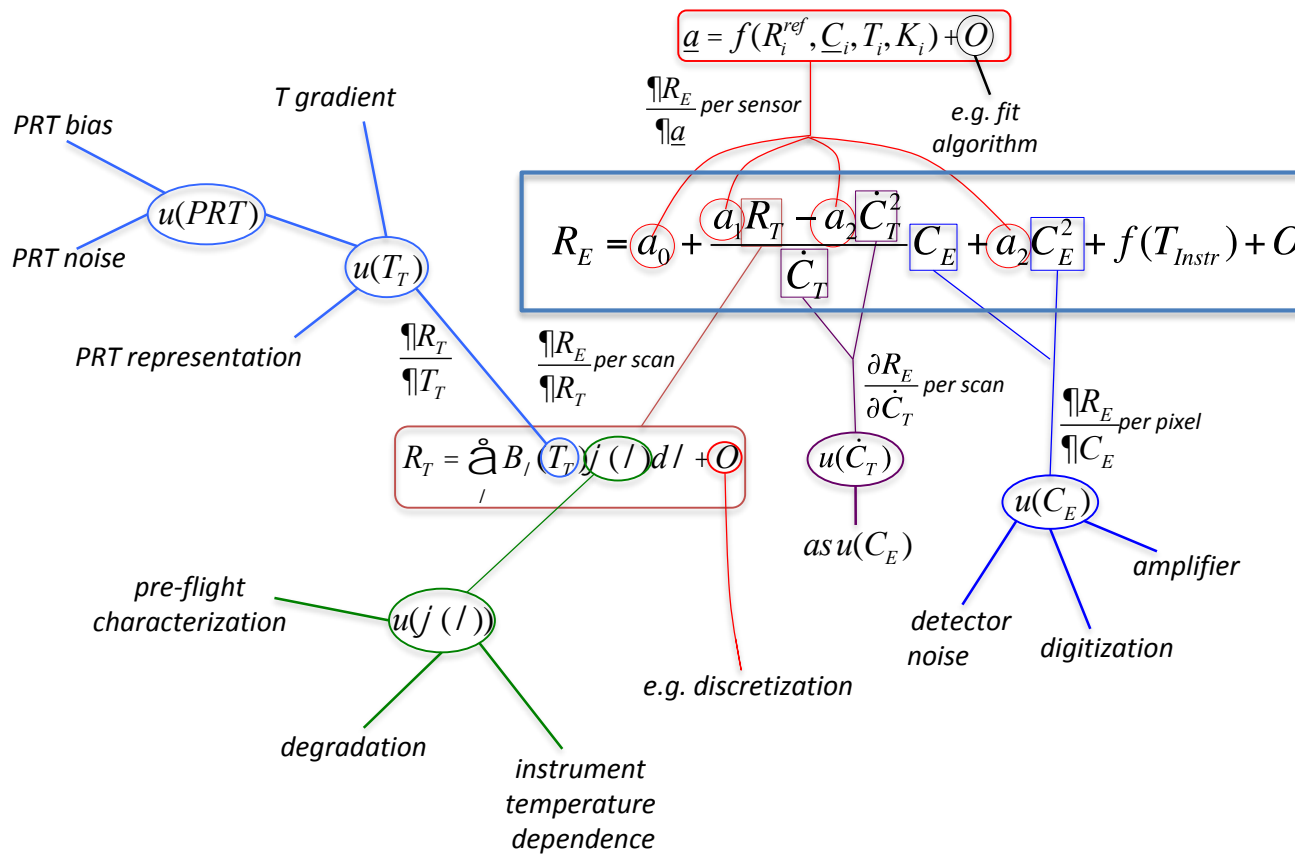 a = f(R_i^ref, C_i, T_i, K_i) + O
T gradient
¶R_E
¶a
per sensor
e.g. fit
algorithm
PRT bias
u(PRT)
PRT noise
R_E = a_0 + (a_1 R_T − a_2 Ċ_T^2) / Ċ_T C_E + a_2 C_E^2 + f(T_Instr) + O
u(T_T)
PRT representation
¶R_T
¶T_T
¶R_E
¶R_T
per scan
∂R_E
∂Ċ_T
per scan
¶R_E
¶C_E
per pixel
R_T = å_/ B_/ (T_T) j (/) d/ + O
u(Ċ_T)
u(C_E)
as u(C_E)
amplifier
pre-flight
characterization
u(j (/))
detector
noise
digitization
e.g. discretization
degradation
instrument
temperature
dependence